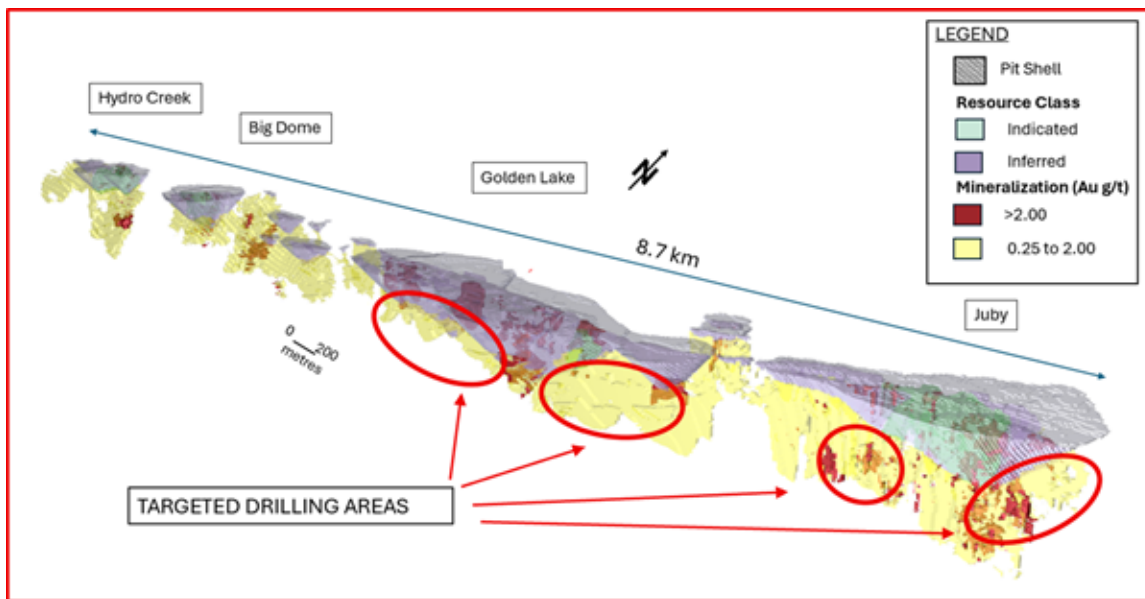 LEGEND
Pit Shell
Resource Class
Indicated
Inferred
Mineralization (Au g/t)
>2.00
0.25 to 2.00
Hydro Creek
Big Dome
Golden Lake
N
8.7 km
Juby
0 200
metres
TARGETED DRILLING AREAS